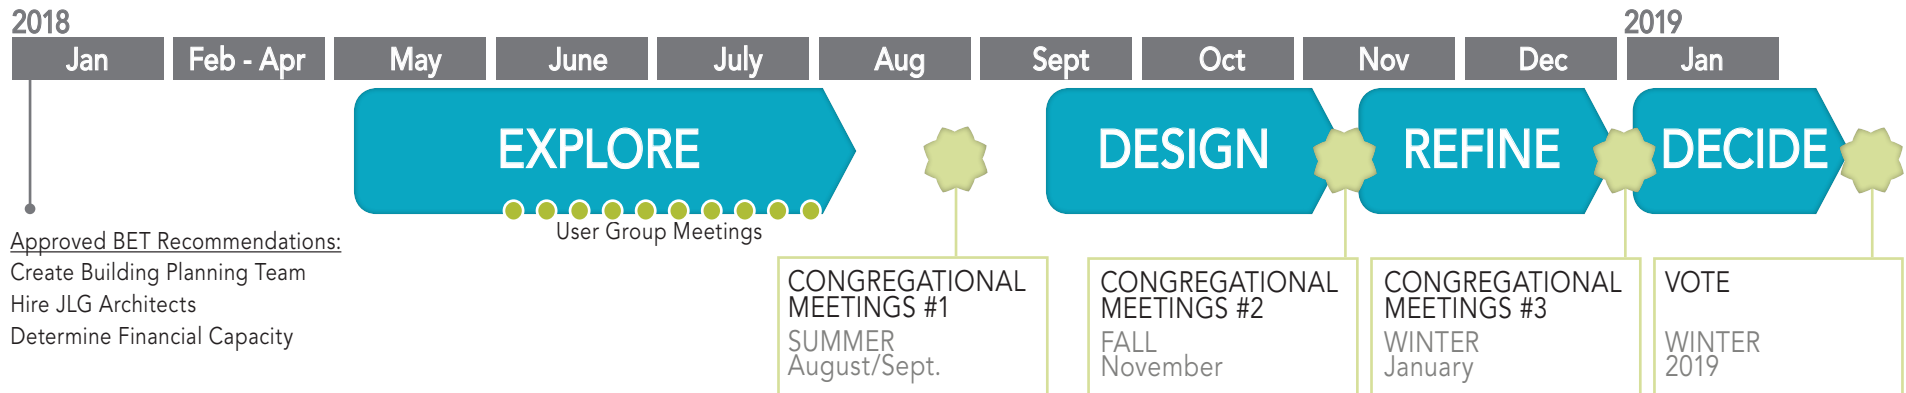 2018
2019
Jan
Feb - Apr
May
June
July
Aug
Sept
Oct
Nov
Dec
Jan
EXPLORE
DESIGN
REFINE
DECIDE
User Group Meetings
Approved BET Recommendations:
Create Building Planning Team
Hire JLG Architects
Determine Financial Capacity
CONGREGATIONAL
MEETINGS #1
SUMMER
August/Sept.
CONGREGATIONAL
MEETINGS #2
FALL
November
CONGREGATIONAL
MEETINGS #3
WINTER
January
VOTE
WINTER
2019